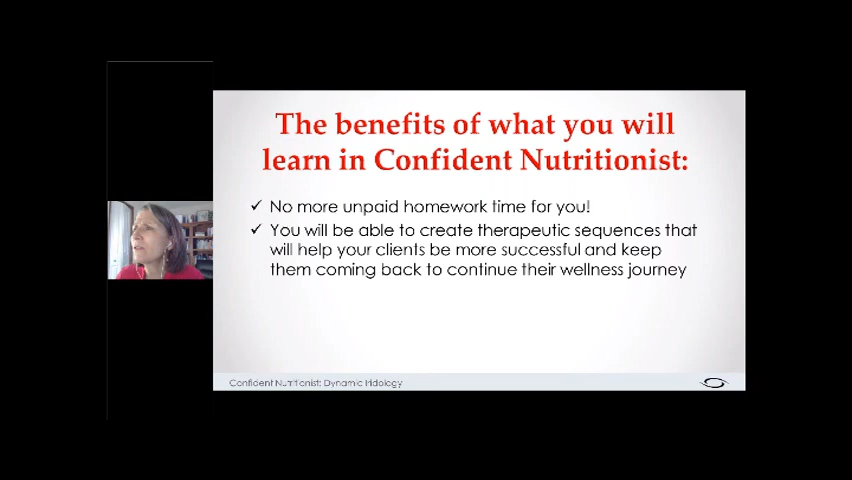 The benefits of what you will
learn in Confident Nutritionist:
✓ No more unpaid homework time for you!
✓ You will be able to create therapeutic sequences that
will help your clients be more successful and keep
them coming back to continue their wellness journey
Confident Nutritionist: Dynamic Iridology